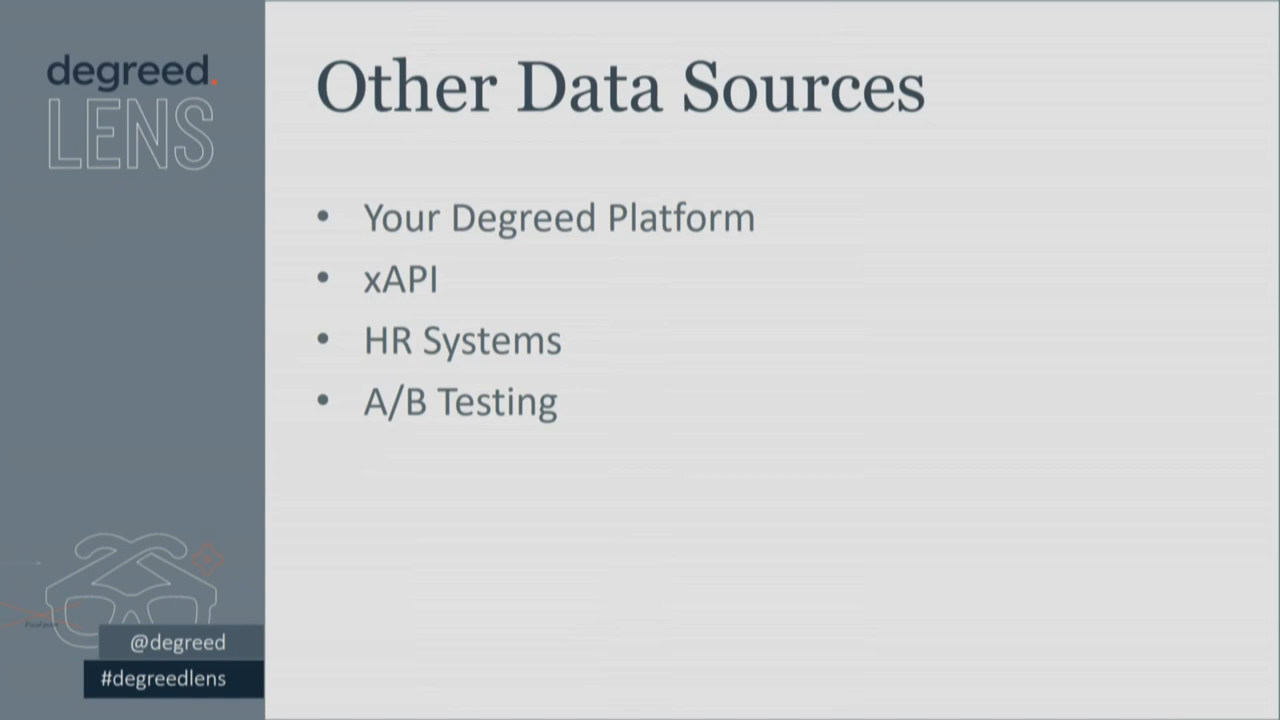 degreed.
LENS
Other Data Sources
• Your Degreed Platform
• xAPI
• HR Systems
• A/B Testing
@degreed
#degreedlens